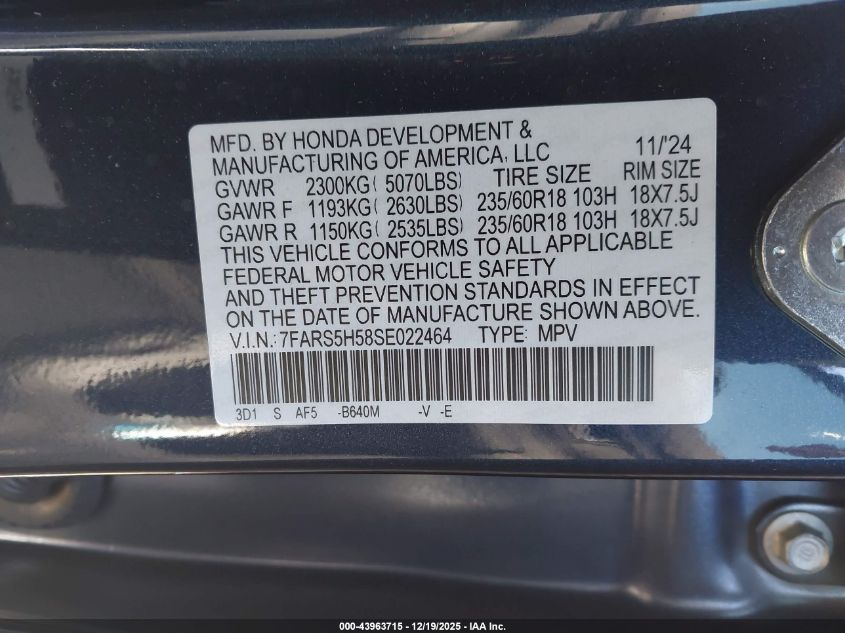 MFD. BY HONDA DEVELOPMENT &
MANUFACTURING OF AMERICA, LLC 11/'24
GVWR 2300KG( 5070LBS) TIRE SIZE RIM SIZE
GAWR F 1193KG( 2630LBS) 235/60R18 103H 18X7.5J
GAWR R 1150KG( 2535LBS) 235/60R18 103H 18X7.5J
THIS VEHICLE CONFORMS TO ALL APPLICABLE
FEDERAL MOTOR VEHICLE SAFETY
AND THEFT PREVENTION STANDARDS IN EFFECT
ON THE DATE OF MANUFACTURE SHOWN ABOVE.
V.I.N.: 7FARS5H58SE022464 TYPE: MPV
3D1 S AF5 -B640M -V -E
000-43963715 - 12/19/2025 - IAA Inc.